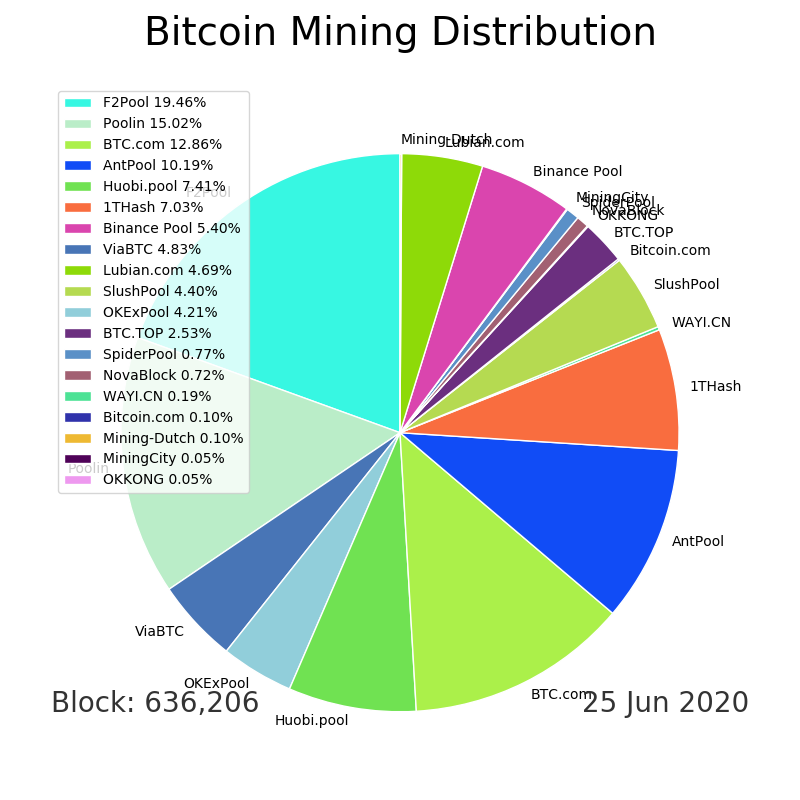 Bitcoin Mining Distribution
F2Pool 19.46%
Poolin 15.02%
BTC.com 12.86%
AntPool 10.19%
Huobi.pool 7.41%
1THash 7.03%
Binance Pool 5.40%
ViaBTC 4.83%
Lubian.com 4.69%
SlushPool 4.40%
OKExPool 4.21%
BTC.TOP 2.53%
SpiderPool 0.77%
NovaBlock 0.72%
WAYI.CN 0.19%
Bitcoin.com 0.10%
Mining-Dutch 0.10%
MiningCity 0.05%
OKKONG 0.05%
Mining-Dutch
Lubian.com
Binance Pool
MiningCity
SpiderPool
NovaBlock
OKKONG
BTC.TOP
Bitcoin.com
SlushPool
WAYI.CN
1THash
AntPool
BTC.com
Huobi.pool
OKExPool
ViaBTC
Poolin
F2Pool
Block: 636,206
25 Jun 2020